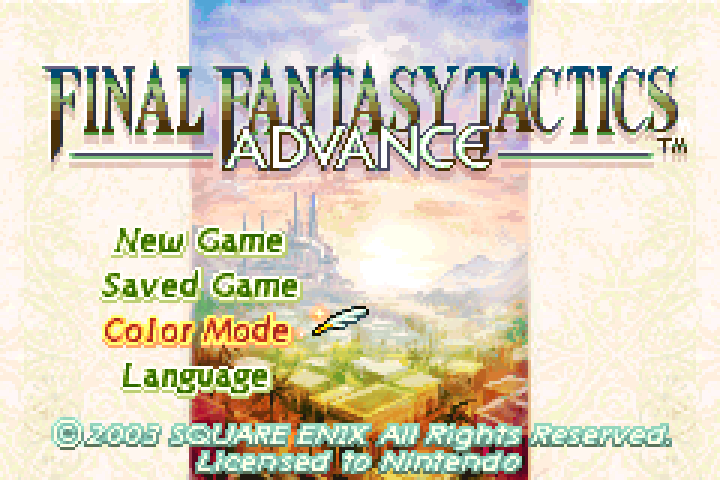 FINAL FANTASY TACTICS
ADVANCE
TM
New Game
Saved Game
Color Mode
Language
©2003 SQUARE ENIX All Rights Reserved.
Licensed to Nintendo